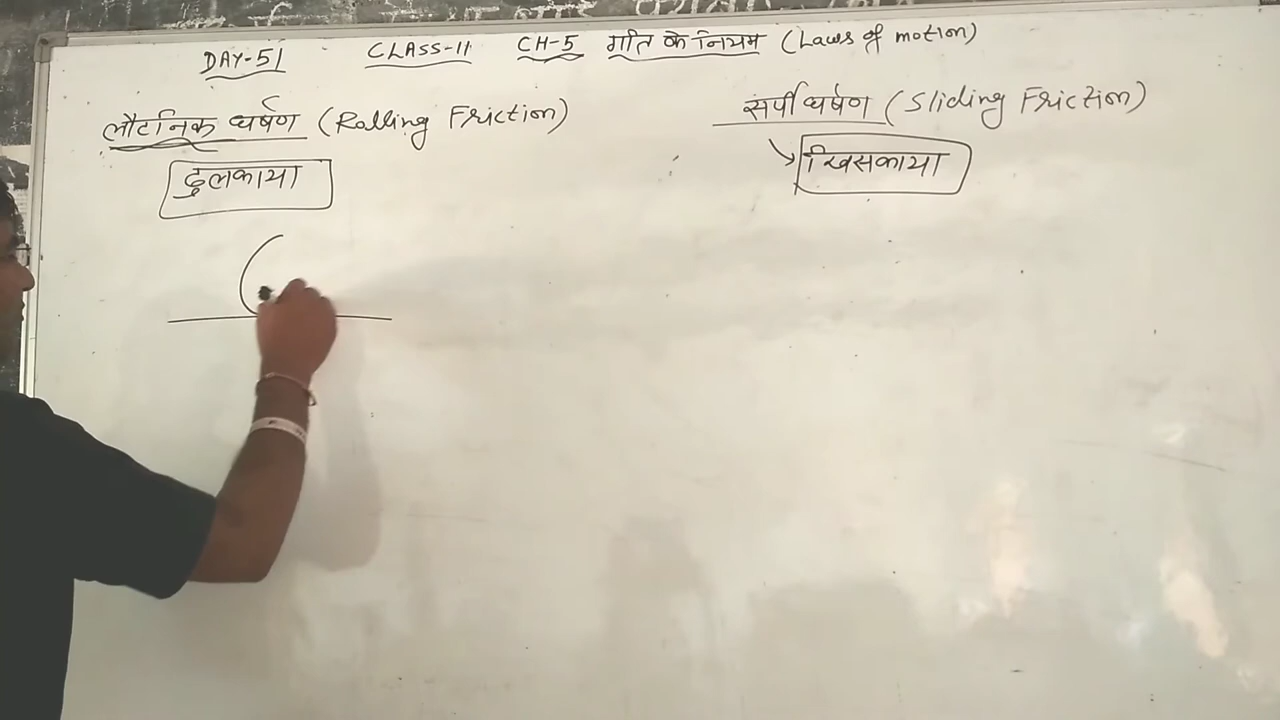 DAY-51 CLASS-11 CH-5 गति के नियम (Laws of motion)
लौटनिक घर्षण (Rolling Friction)
ढुलकाया
सर्पी घर्षण (Sliding Friction)
खिसकाया